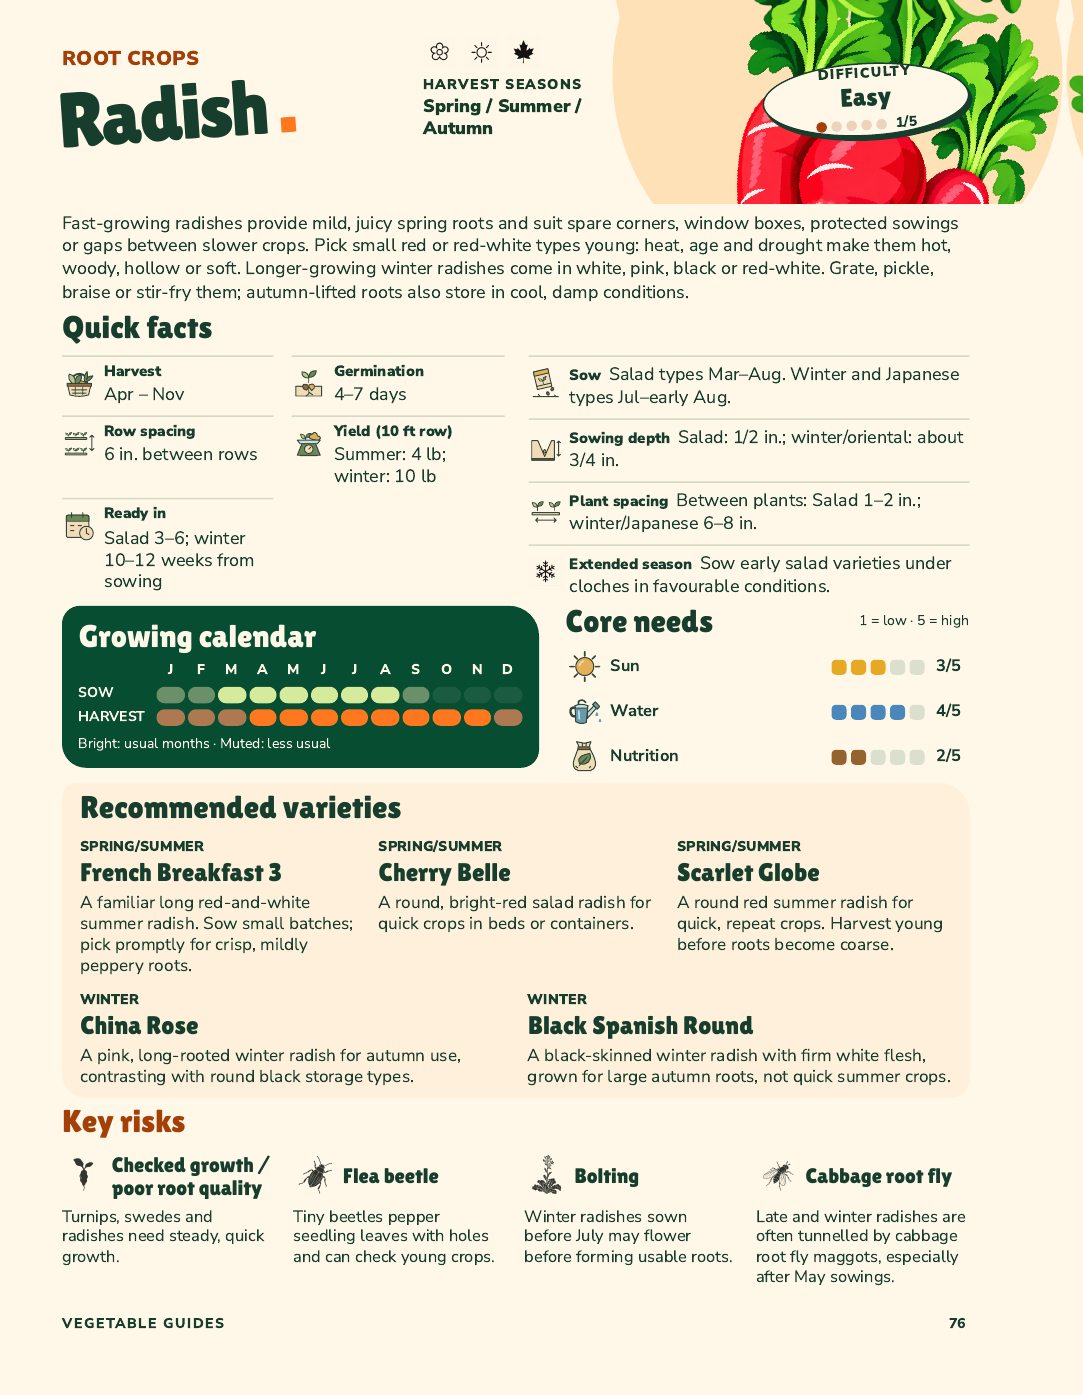 ROOT CROPS
Radish
HARVEST SEASONS
Spring / Summer /
Autumn
DIFFICULTY
Easy
1/5
Fast-growing radishes provide mild, juicy spring roots and suit spare corners, window boxes, protected sowings
or gaps between slower crops. Pick small red or red-white types young: heat, age and drought make them hot,
woody, hollow or soft. Longer-growing winter radishes come in white, pink, black or red-white. Grate, pickle,
braise or stir-fry them; autumn-lifted roots also store in cool, damp conditions.
Quick facts
Harvest
Apr – Nov
Germination
4–7 days
Row spacing
6 in. between rows
Yield (10 ft row)
Summer: 4 lb;
winter: 10 lb
Ready in
Salad 3–6; winter
10–12 weeks from
sowing
Sow Salad types Mar–Aug. Winter and Japanese
types Jul–early Aug.
Sowing depth Salad: 1/2 in.; winter/oriental: about
3/4 in.
Plant spacing Between plants: Salad 1–2 in.;
winter/Japanese 6–8 in.
Extended season Sow early salad varieties under
cloches in favourable conditions.
Growing calendar
J F M A M J J A S O N D
SOW
HARVEST
Bright: usual months · Muted: less usual
Core needs
1 = low · 5 = high
Sun 3/5
Water 4/5
Nutrition 2/5
Recommended varieties
SPRING/SUMMER
French Breakfast 3
A familiar long red-and-white
summer radish. Sow small batches;
pick promptly for crisp, mildly
peppery roots.
SPRING/SUMMER
Cherry Belle
A round, bright-red salad radish for
quick crops in beds or containers.
SPRING/SUMMER
Scarlet Globe
A round red summer radish for
quick, repeat crops. Harvest young
before roots become coarse.
WINTER
China Rose
A pink, long-rooted winter radish for autumn use,
contrasting with round black storage types.
WINTER
Black Spanish Round
A black-skinned winter radish with firm white flesh,
grown for large autumn roots, not quick summer crops.
Key risks
Checked growth /
poor root quality
Turnips, swedes and
radishes need steady, quick
growth.
Flea beetle
Tiny beetles pepper
seedling leaves with holes
and can check young crops.
Bolting
Winter radishes sown
before July may flower
before forming usable roots.
Cabbage root fly
Late and winter radishes are
often tunnelled by cabbage
root fly maggots, especially
after May sowings.
VEGETABLE GUIDES
76